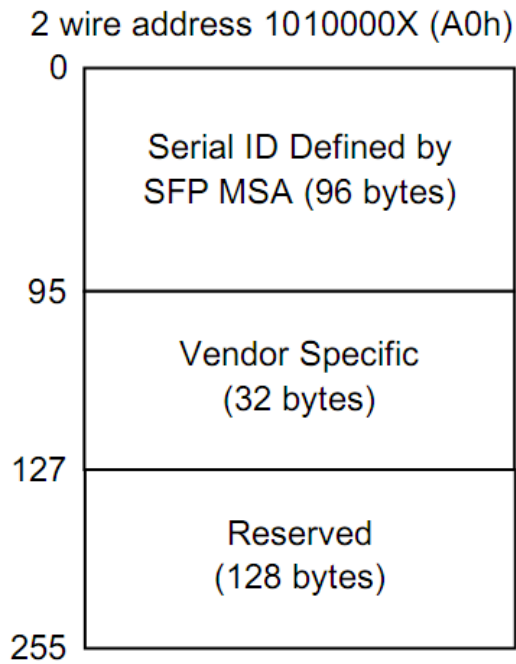 2 wire address 1010000X (A0h)
0
Serial ID Defined by
SFP MSA (96 bytes)
95
Vendor Specific
(32 bytes)
127
Reserved
(128 bytes)
255